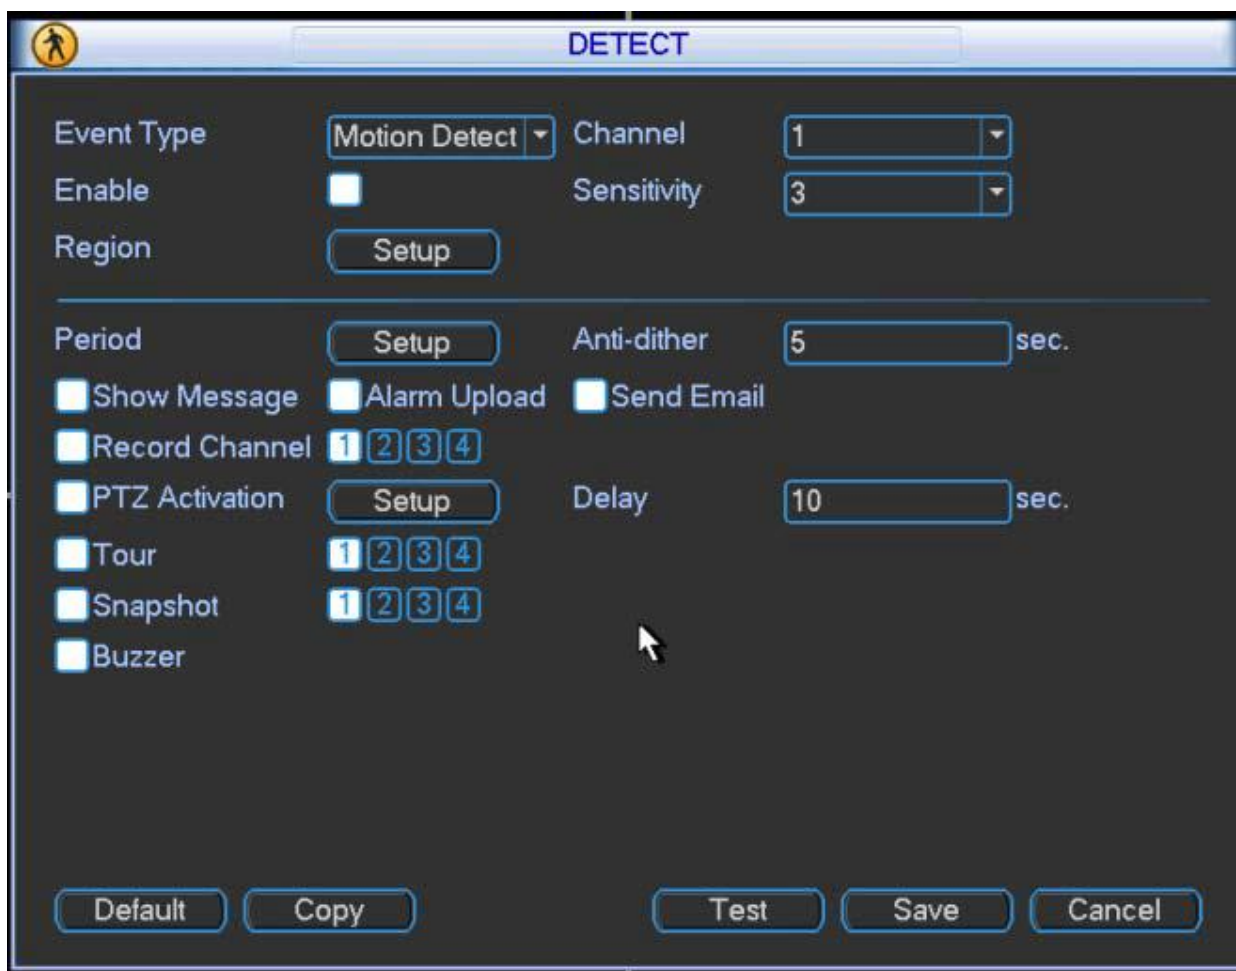 DETECT
Event Type Motion Detect Channel 1
Enable Sensitivity 3
Region Setup
Period Setup Anti-dither 5 sec.
Show Message Alarm Upload Send Email
Record Channel 1 2 3 4
PTZ Activation Setup Delay 10 sec.
Tour 1 2 3 4
Snapshot 1 2 3 4
Buzzer
Default Copy Test Save Cancel